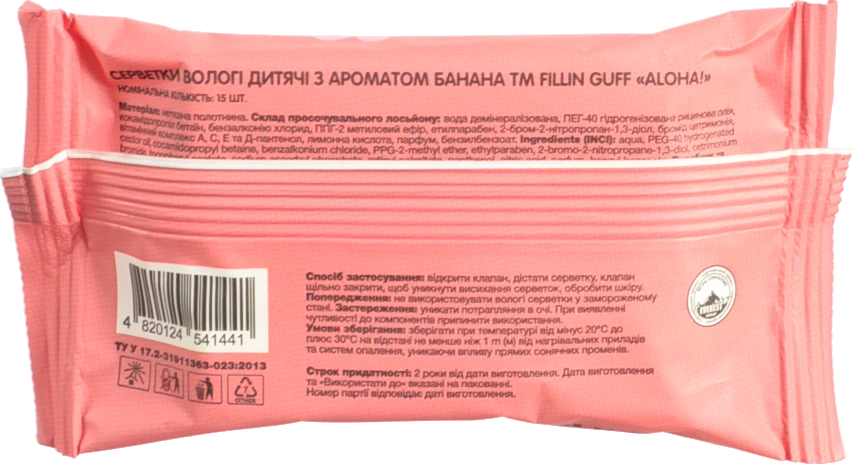 СЕРВЕТКИ ВОЛОГІ ДИТЯЧІ З АРОМАТОМ БАНАНА ТМ FILLIN GUFF «ALOHA!»
НОМІНАЛЬНА КІЛЬКІСТЬ: 15 ШТ.
Матеріал: неткана полотнина. Склад просочувального лосьйону: вода демінералізована, ПЕГ-40 гідрогенізована рицинова олія,
кокамідопропіл бетаїн, бензалконію хлорид, ППГ-2 метиловий ефір, етилпарабен, 2-бром-2-нітропропан-1,3-діол, бромід цетримонія,
вітамінний комплекс А, С, Е та Д-пантенол, лимонна кислота, парфум, бензилбензоат. Ingredients (INCI): aqua, PEG-40 hydrogenated
castor oil, cocamidopropyl betaine, benzalkonium chloride, PPG-2-methyl ether, ethylparaben, 2-bromo-2-nitropropane-1,3-diol, cetrimonium
Спосіб застосування: відкрити клапан, дістати серветку, клапан
щільно закрити, щоб уникнути висихання серветок, обробити шкіру.
Попередження: не використовувати вологі серветки у замороженому
стані. Застереження: уникати потрапляння в очі. При виявленні
чутливості до компонентів припинити використання.
Умови зберігання: зберігати при температурі від мінус 20°С до
плюс 30°С на відстані не менше ніж 1 m (м) від нагрівальних приладів
та систем опалення, уникаючи впливу прямих сонячних променів.
Строк придатності: 2 роки від дати виготовлення. Дата виготовлення
та «Використати до» вказані на пакованні.
Номер партії відповідає даті виготовлення.
4 820124 541441
ТУ У 17.2-31911363-023:2013
7
OTHER
EVEREST